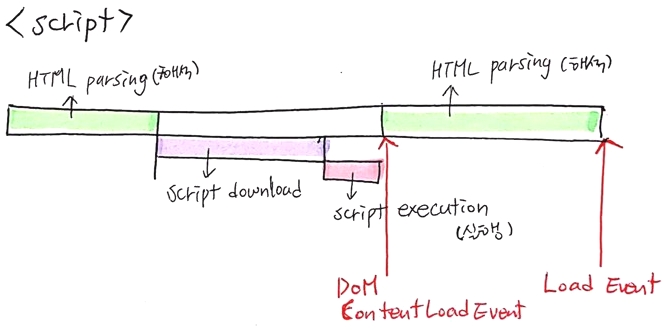 <script>
HTML parsing (해석)
HTML parsing (해석)
script download
script execution
(실행)
DOM
ContentLoadEvent
Load Event